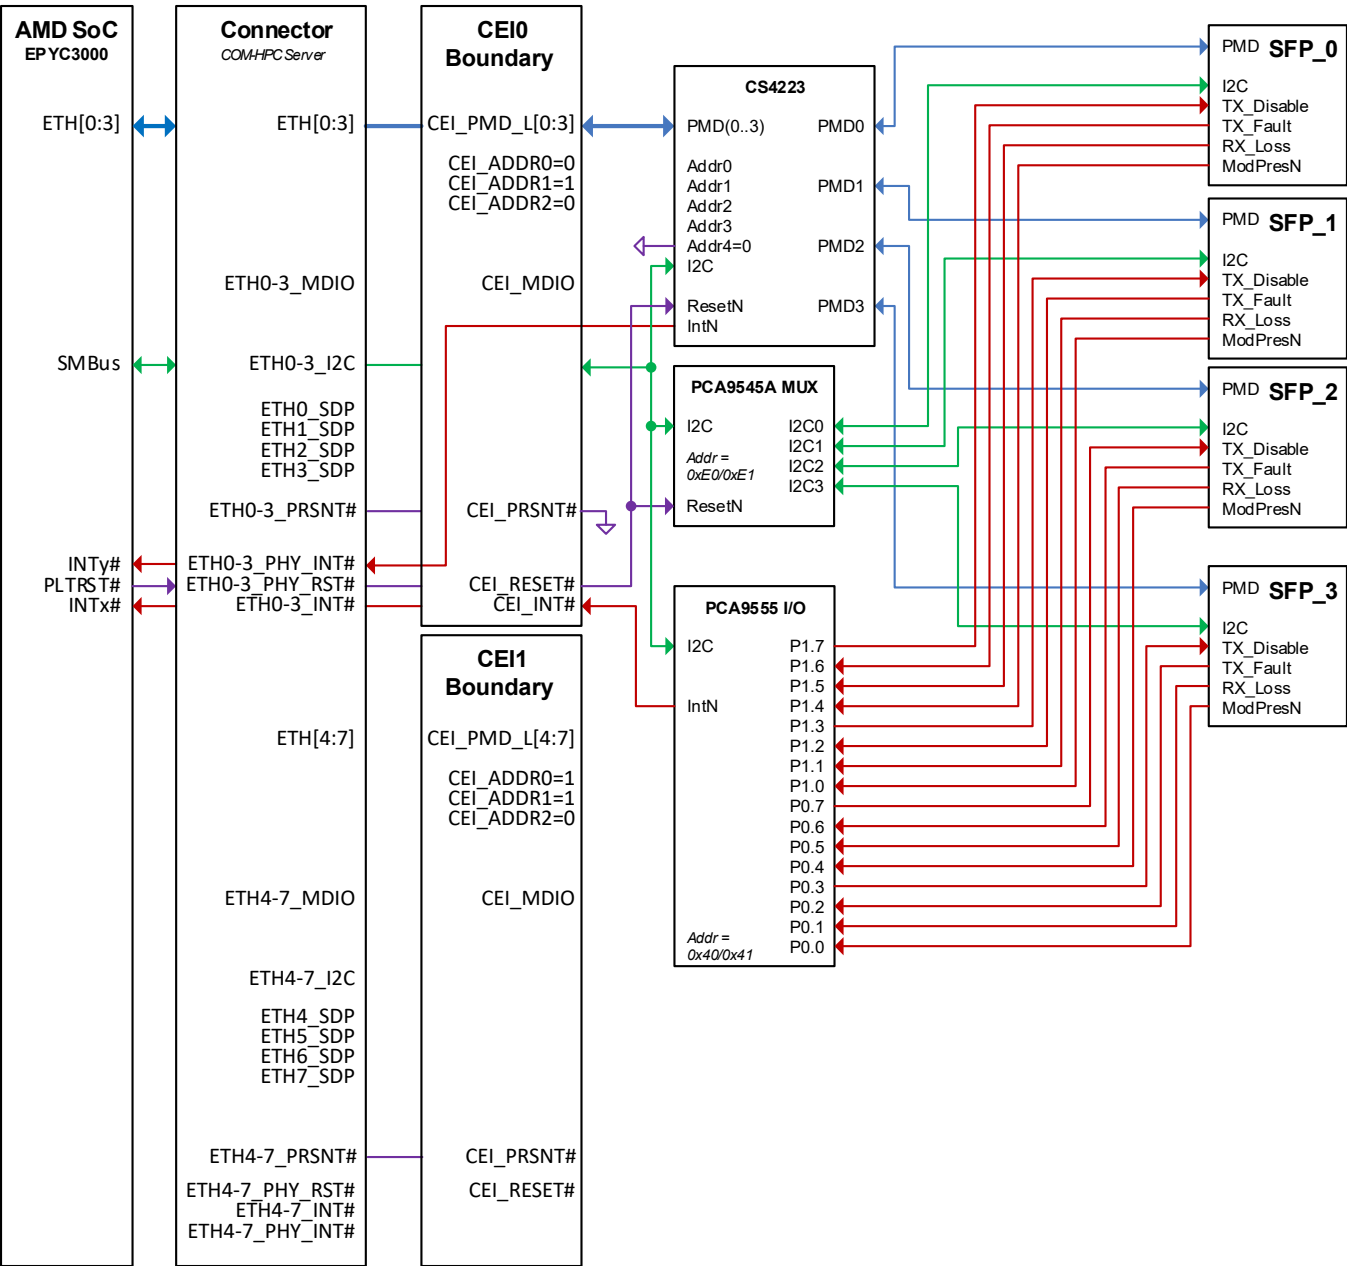 AMD SoC
EPYC3000
ETH[0:3]
SMBus
INTy#
PLTRST#
INTx#
Connector
COM-HPC Server
ETH[0:3]
ETH0-3_MDIO
ETH0-3_I2C
ETH0_SDP
ETH1_SDP
ETH2_SDP
ETH3_SDP
ETH0-3_PRSNT#
ETH0-3_PHY_INT#
ETH0-3_PHY_RST#
ETH0-3_INT#
ETH[4:7]
ETH4-7_MDIO
ETH4-7_I2C
ETH4_SDP
ETH5_SDP
ETH6_SDP
ETH7_SDP
ETH4-7_PRSNT#
ETH4-7_PHY_RST#
ETH4-7_INT#
ETH4-7_PHY_INT#
CEI0
Boundary
CEI_PMD_L[0:3]
CEI_ADDR0=0
CEI_ADDR1=1
CEI_ADDR2=0
CEI_MDIO
CEI_PRSNT#
CEI_RESET#
CEI_INT#
CEI1
Boundary
CEI_PMD_L[4:7]
CEI_ADDR0=1
CEI_ADDR1=1
CEI_ADDR2=0
CEI_MDIO
CEI_PRSNT#
CEI_RESET#
CS4223
PMD(0..3)
Addr0
Addr1
Addr2
Addr3
Addr4=0
I2C
ResetN
IntN
PMD0
PMD1
PMD2
PMD3
PCA9545A MUX
I2C
Addr =
0xE0/0xE1
ResetN
I2C0
I2C1
I2C2
I2C3
PCA9555 I/O
I2C
IntN
Addr =
0x40/0x41
P1.7
P1.6
P1.5
P1.4
P1.3
P1.2
P1.1
P1.0
P0.7
P0.6
P0.5
P0.4
P0.3
P0.2
P0.1
P0.0
PMD SFP_0
I2C
TX_Disable
TX_Fault
RX_Loss
ModPresN
PMD SFP_1
I2C
TX_Disable
TX_Fault
RX_Loss
ModPresN
PMD SFP_2
I2C
TX_Disable
TX_Fault
RX_Loss
ModPresN
PMD SFP_3
I2C
TX_Disable
TX_Fault
RX_Loss
ModPresN